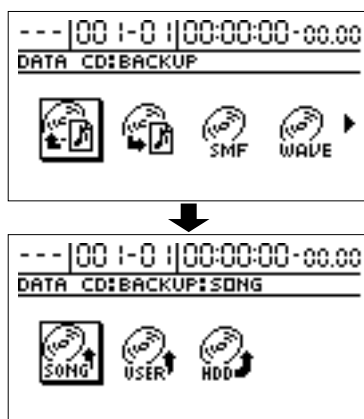 ---|001-01|00:00:00-00.00
DATA CD:BACKUP
SMF WAVE
---|001-01|00:00:00-00.00
DATA CD:BACKUP:SONG
SONG USER HDD